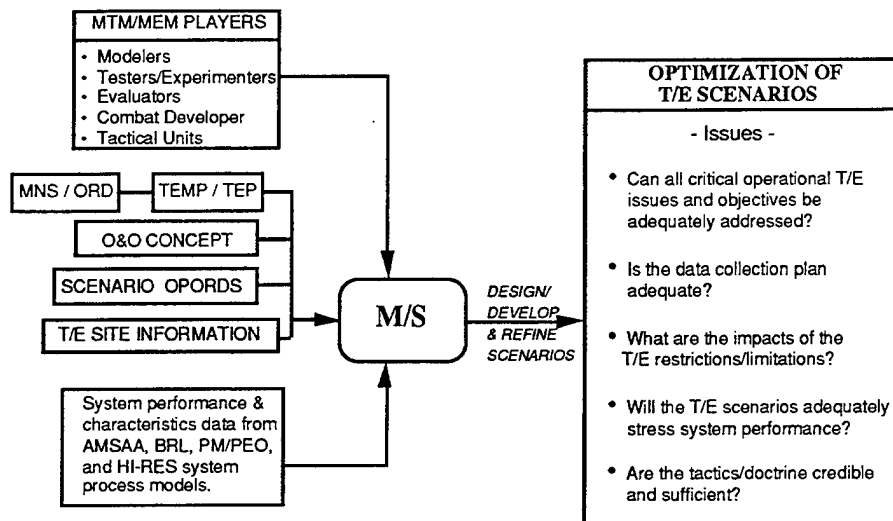 MTM/MEM PLAYERS
• Modelers
• Testers/Experimenters
• Evaluators
• Combat Developer
• Tactical Units
MNS / ORD
TEMP / TEP
O&O CONCEPT
SCENARIO OPORDS
T/E SITE INFORMATION
System performance &
characteristics data from
AMSAA, BRL, PM/PEO,
and HI-RES system
process models.
M/S
DESIGN/
DEVELOP
& REFINE
SCENARIOS
OPTIMIZATION OF
T/E SCENARIOS
- Issues -
• Can all critical operational T/E
issues and objectives be
adequately addressed?
• Is the data collection plan
adequate?
• What are the impacts of the
T/E restrictions/limitations?
• Will the T/E scenarios adequately
stress system performance?
• Are the tactics/doctrine credible
and sufficient?